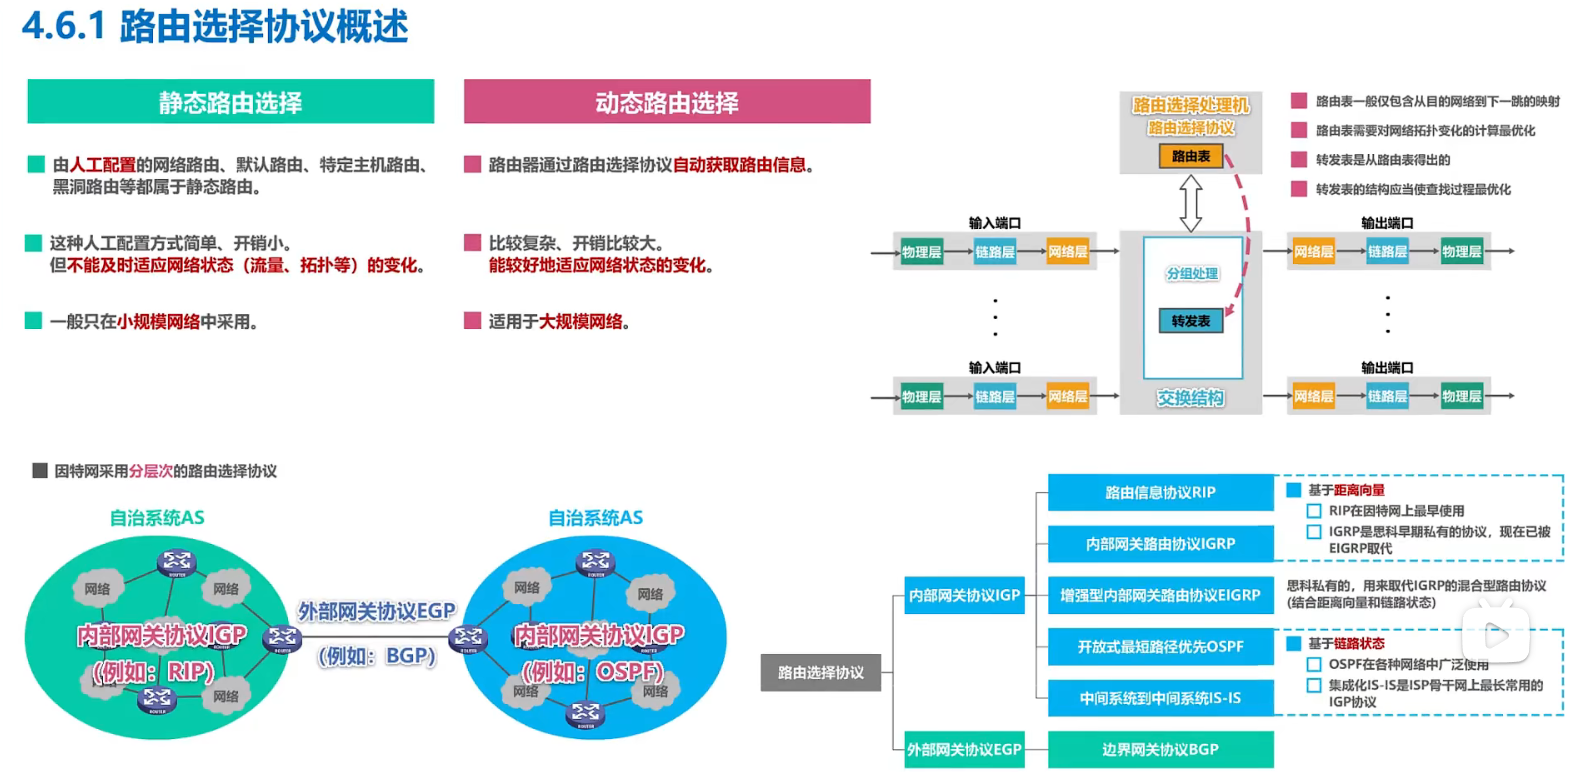 4.6.1 路由选择协议概述
静态路由选择
由人工配置的网络路由、默认路由、特定主机路由、
黑洞路由等都属于静态路由。
这种人工配置方式简单、开销小。
但不能及时适应网络状态（流量、拓扑等）的变化。
一般只在小规模网络中采用。
动态路由选择
路由器通过路由选择协议自动获取路由信息。
比较复杂、开销比较大。
能较好地适应网络状态的变化。
适用于大规模网络。
路由选择处理机
路由选择协议
路由表
路由表一般仅包含从目的网络到下一跳的映射
路由表需要对网络拓扑变化的计算最优化
转发表是从路由表得出的
转发表的结构应当使查找过程最优化
输入端口
物理层 链路层 网络层
分组处理
转发表
交换结构
输出端口
网络层 链路层 物理层
输入端口
物理层 链路层 网络层
输出端口
网络层 链路层 物理层
因特网采用分层次的路由选择协议
自治系统AS
网络
网络
内部网关协议IGP
(例如：RIP)
网络
ROUTER
ROUTER
ROUTER
外部网关协议EGP
(例如：BGP)
自治系统AS
网络
网络
内部网关协议IGP
(例如：OSPF)
网络
网络
ROUTER
ROUTER
ROUTER
路由选择协议
内部网关协议IGP
路由信息协议RIP
内部网关路由协议IGRP
增强型内部网关路由协议EIGRP
开放式最短路径优先OSPF
中间系统到中间系统IS-IS
外部网关协议EGP
边界网关协议BGP
基于距离向量
RIP在因特网上最早使用
IGRP是思科早期私有的协议，现在已被
EIGRP取代
思科私有的，用来取代IGRP的混合型路由协议
(结合距离向量和链路状态)
基于链路状态
OSPF在各种网络中广泛使用
集成化IS-IS是ISP骨干网上最长常用的
IGP协议